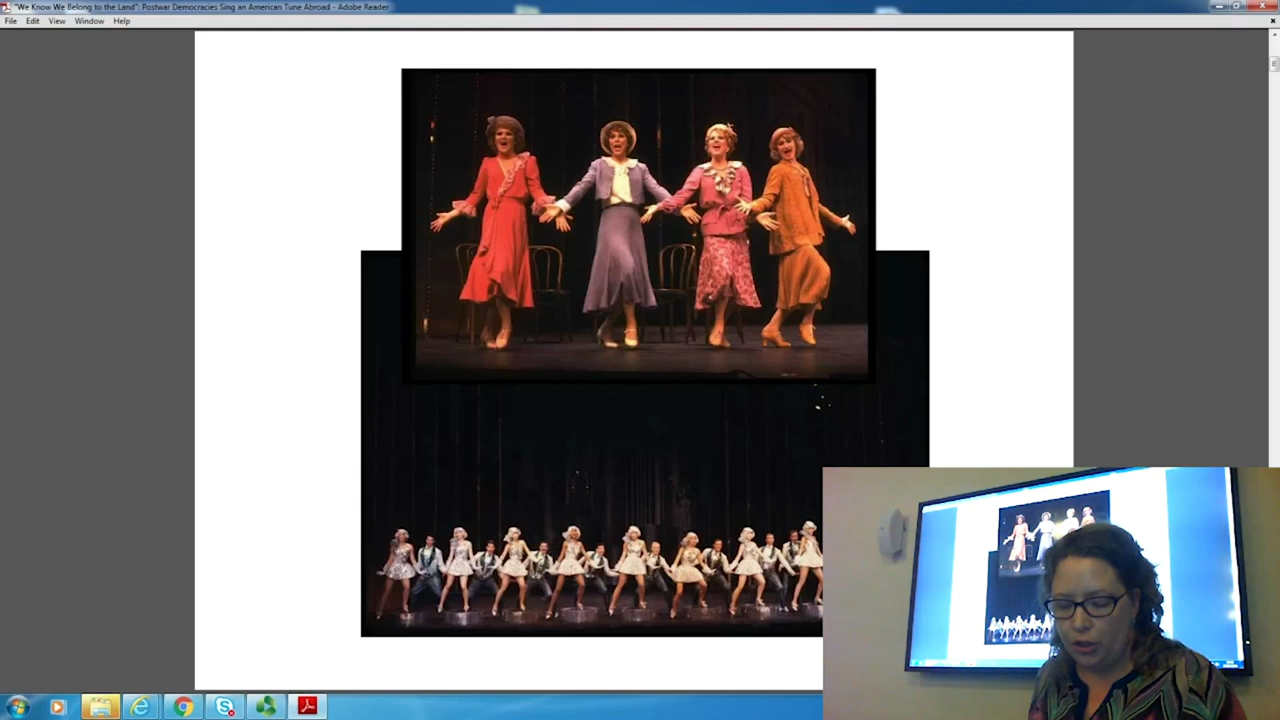 "We Know We Belong to the Land": Postwar Democracies Sing an American Tune Abroad - Adobe Reader
File Edit View Window Help